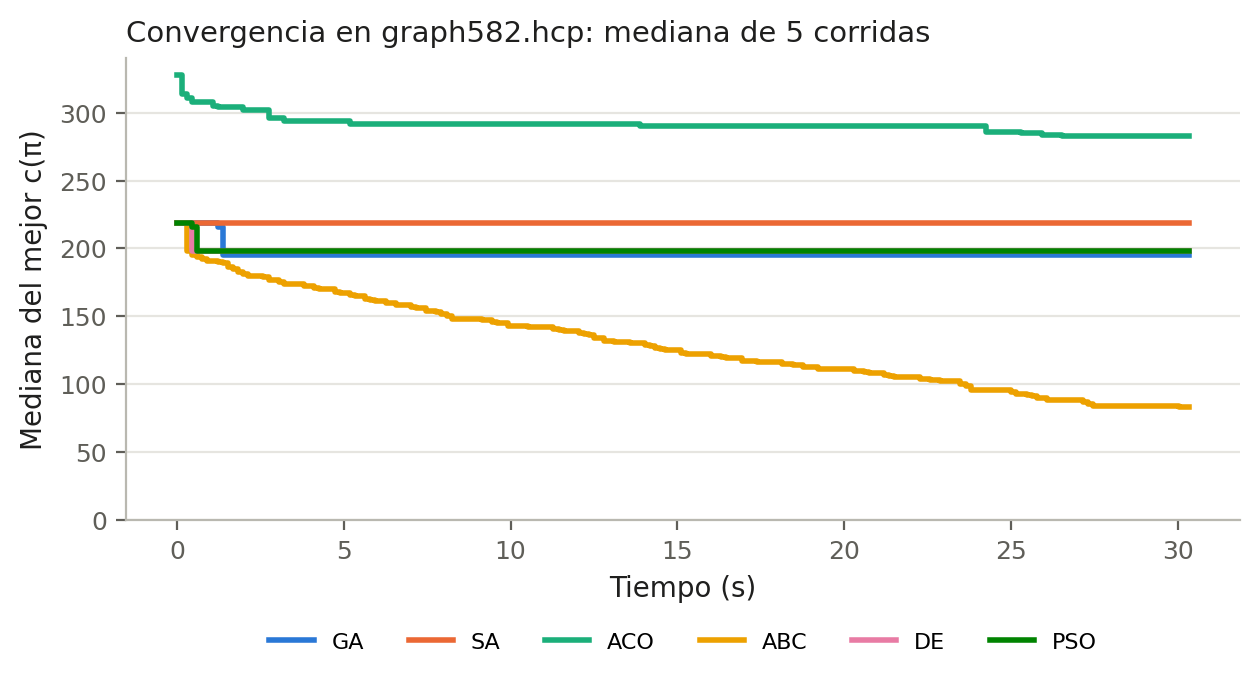 Convergencia en graph582.hcp: mediana de 5 corridas
Mediana del mejor c(π)
300
250
200
150
100
50
0
0 5 10 15 20 25 30
Tiempo (s)
GA SA ACO ABC DE PSO